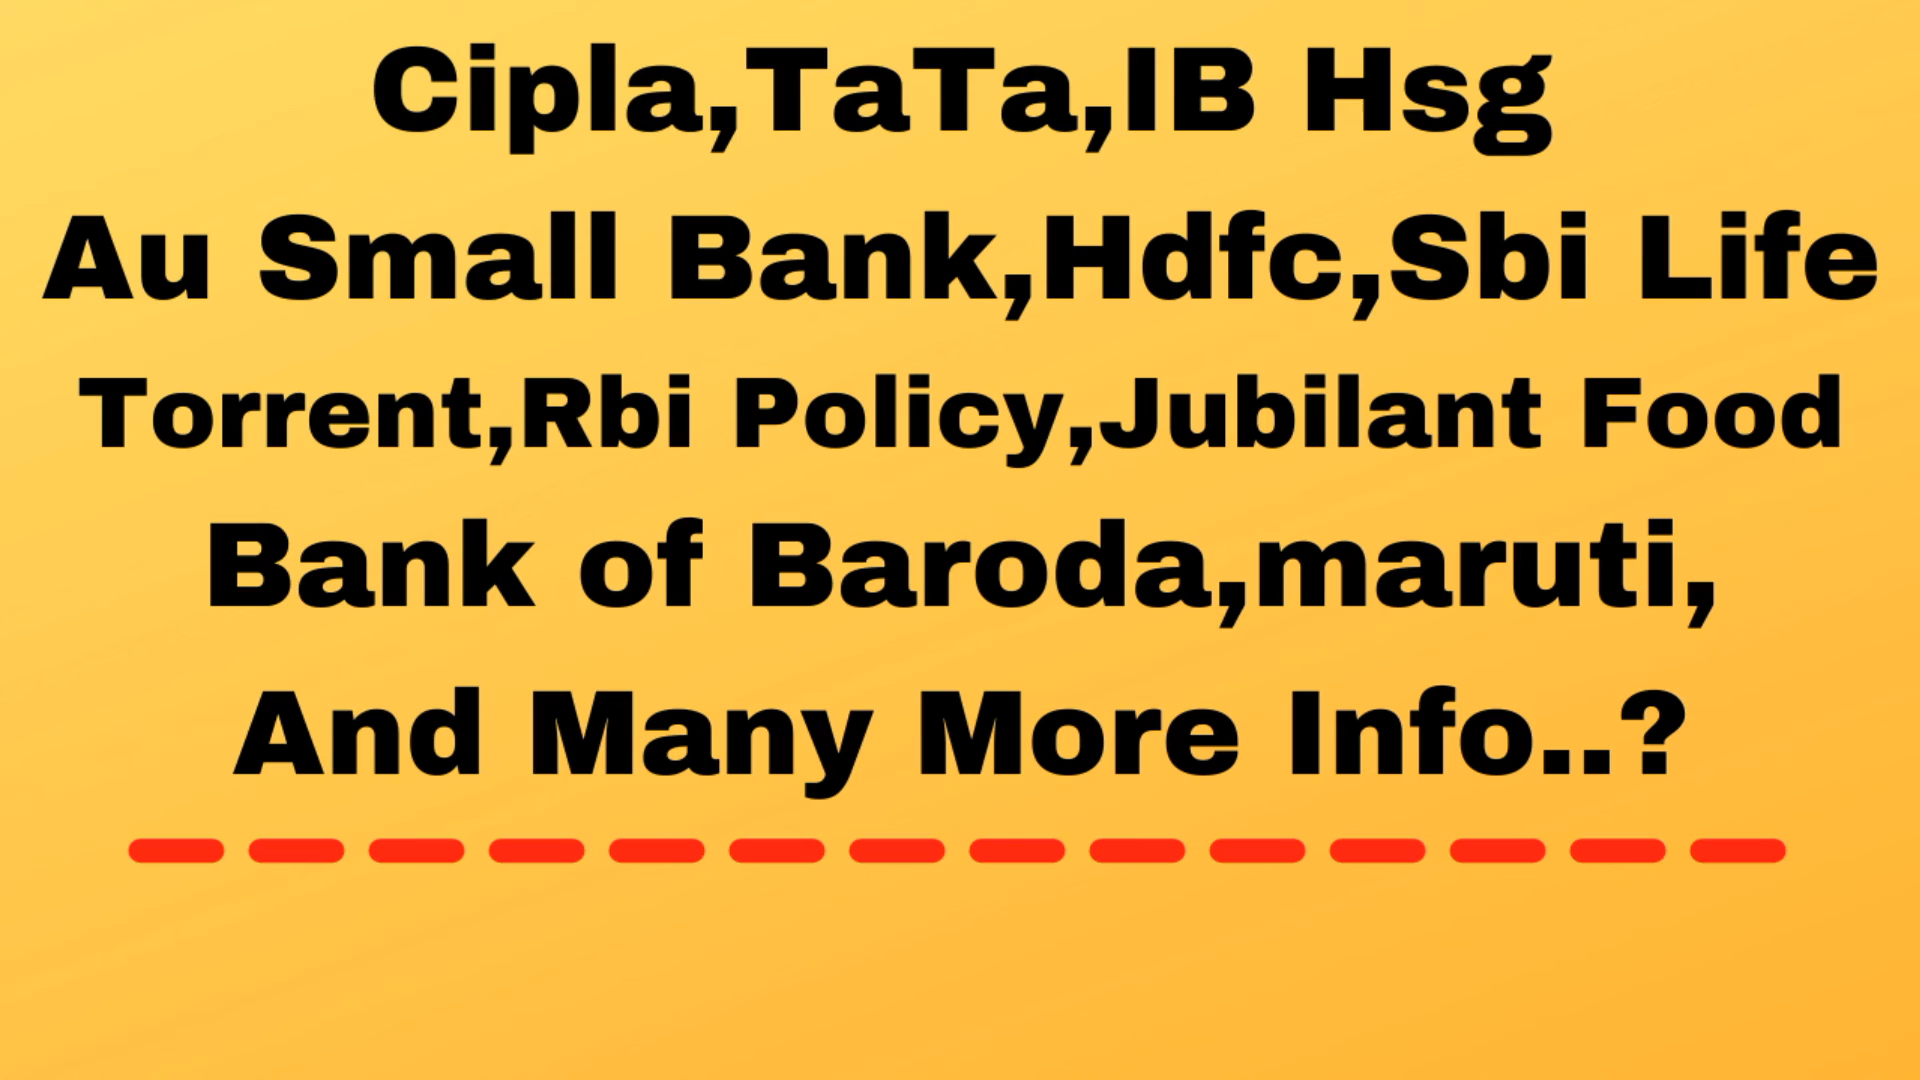 Cipla,TaTa,IB Hsg
Au Small Bank,Hdfc,Sbi Life
Torrent,Rbi Policy,Jubilant Food
Bank of Baroda,maruti,
And Many More Info..?